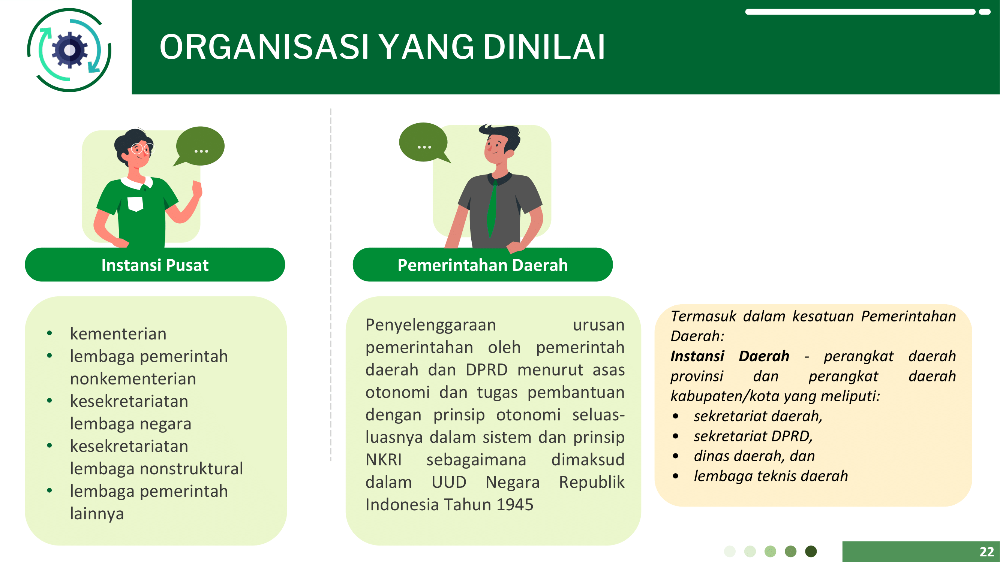 ORGANISASI YANG DINILAI
...
...
Instansi Pusat
Pemerintahan Daerah
• kementerian
• lembaga pemerintah
nonkementerian
• kesekretariatan
lembaga negara
• kesekretariatan
lembaga nonstruktural
• lembaga pemerintah
lainnya
Penyelenggaraan urusan
pemerintahan oleh pemerintah
daerah dan DPRD menurut asas
otonomi dan tugas pembantuan
dengan prinsip otonomi seluas-
luasnya dalam sistem dan prinsip
NKRI sebagaimana dimaksud
dalam UUD Negara Republik
Indonesia Tahun 1945
Termasuk dalam kesatuan Pemerintahan
Daerah:
Instansi Daerah - perangkat daerah
provinsi dan perangkat daerah
kabupaten/kota yang meliputi:
• sekretariat daerah,
• sekretariat DPRD,
• dinas daerah, dan
• lembaga teknis daerah
22